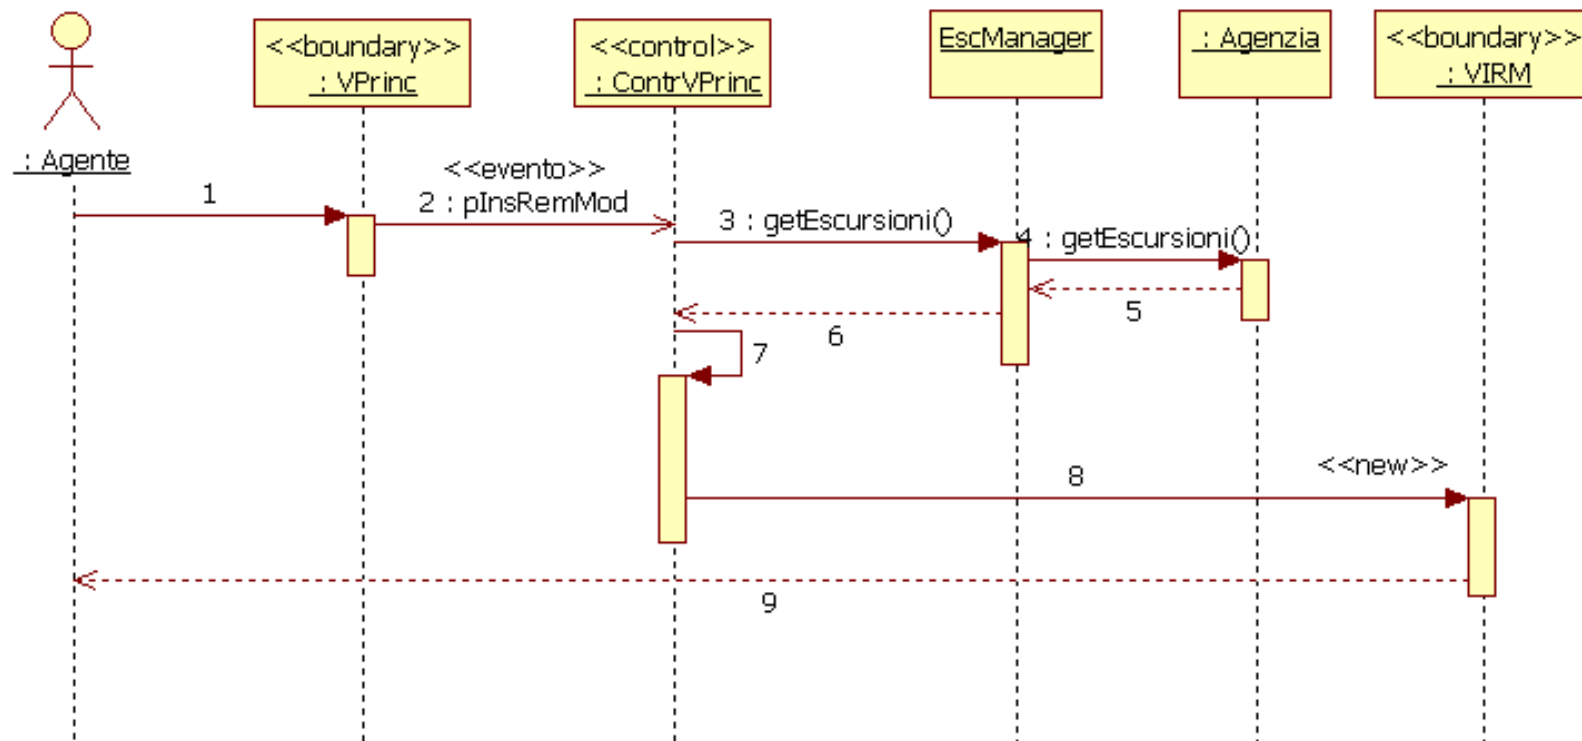 <<boundary>>
: VPrinc
<<control>>
: ContrVPrinc
EscManager
: Agenzia
<<boundary>>
: VIRM
: Agente
1
<<evento>>
2 : pInsRemMod
3 : getEscursioni()
4 : getEscursioni()
5
6
7
8
<<new>>
9